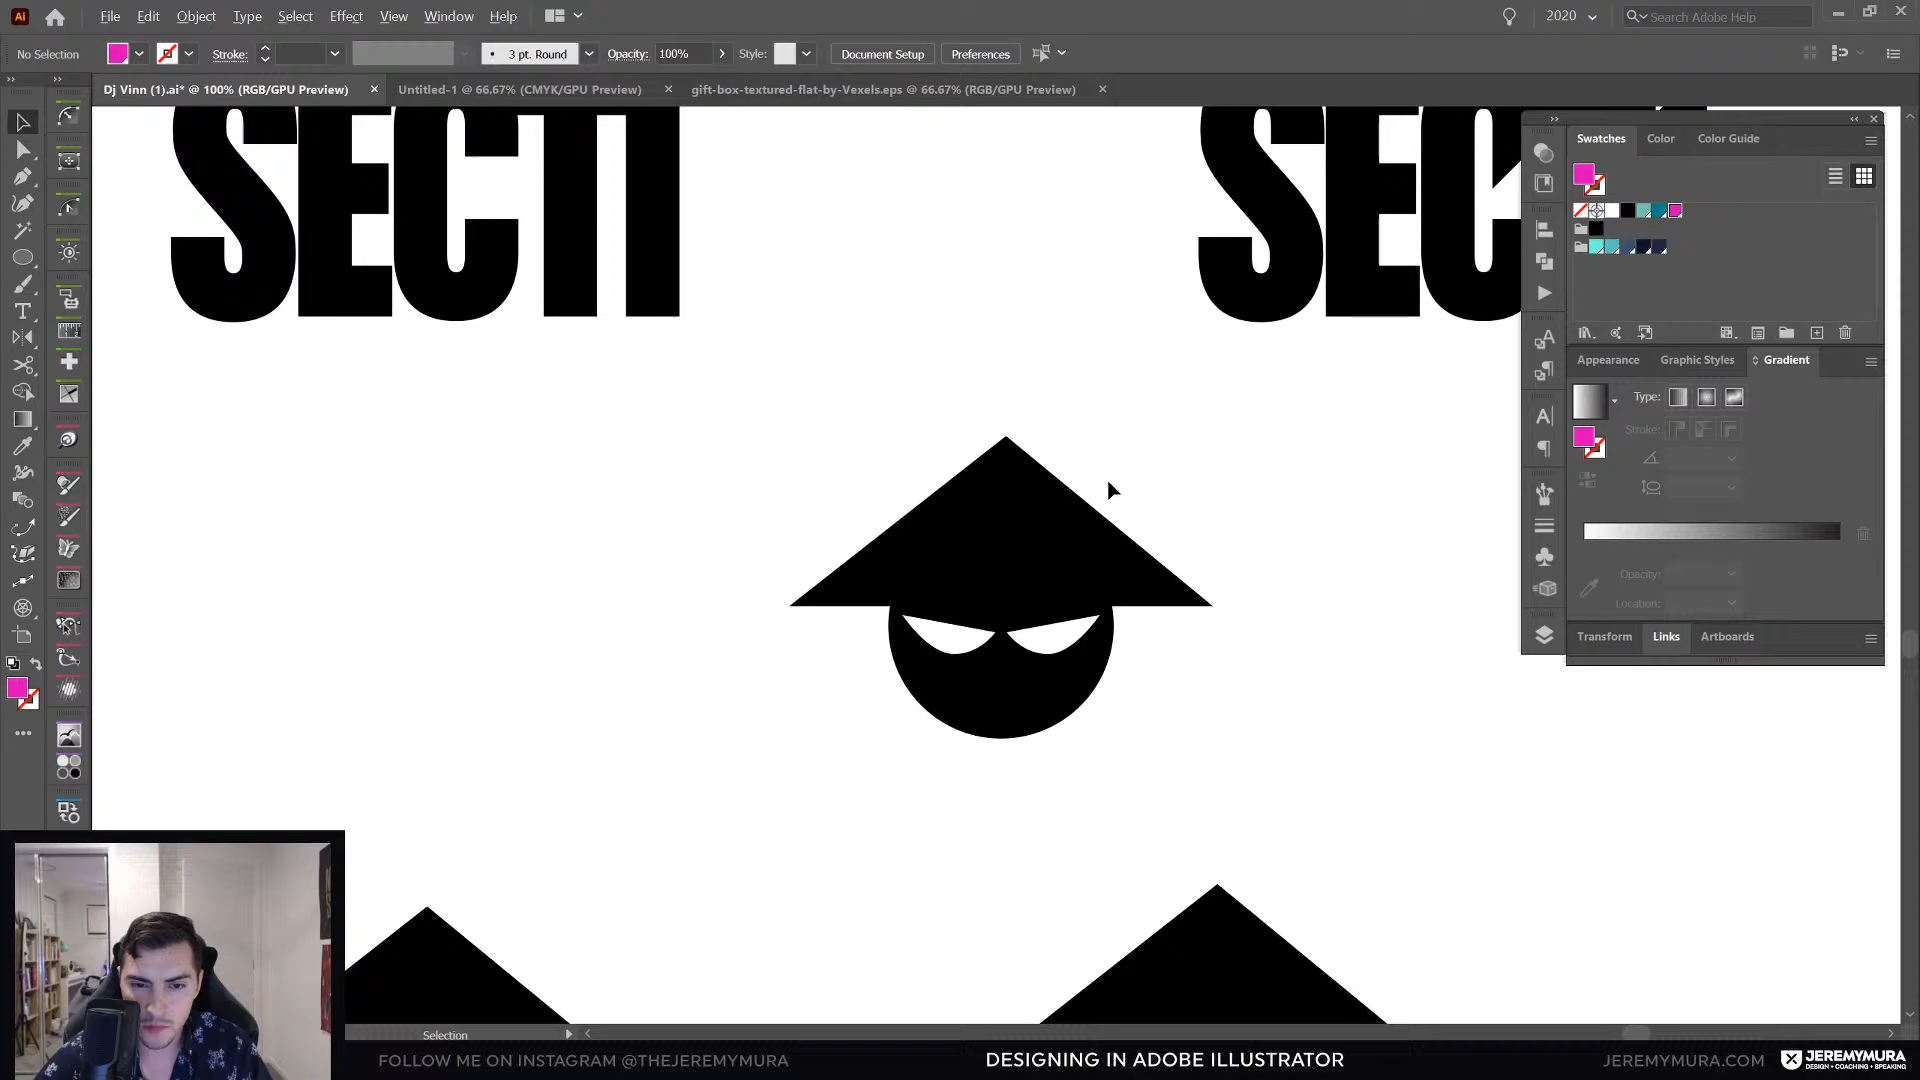 Ai File Edit Object Type Select Effect View Window Help 2020 Search Adobe Help
No Selection Stroke: 3 pt. Round Opacity: 100% Style: Document Setup Preferences
Dj Vinn (1).ai* @ 100% (RGB/GPU Preview) Untitled-1 @ 66.67% (CMYK/GPU Preview) gift-box-textured-flat-by-Vexels.eps @ 66.67% (RGB/GPU Preview)
SECTI SEC
Swatches Color Color Guide
Appearance Graphic Styles Gradient
Type:
Stroke:
Opacity:
Location:
Transform Links Artboards
Selection
FOLLOW ME ON INSTAGRAM @THEJEREMYMURA DESIGNING IN ADOBE ILLUSTRATOR JEREMYMURA.COM JEREMYMURA
DESIGN + COACHING + SPEAKING